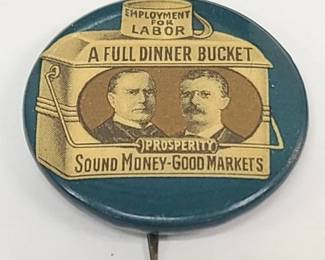 EMPLOYMENT
FOR
LABOR
A FULL DINNER BUCKET
PROSPERITY
SOUND MONEY-GOOD MARKETS